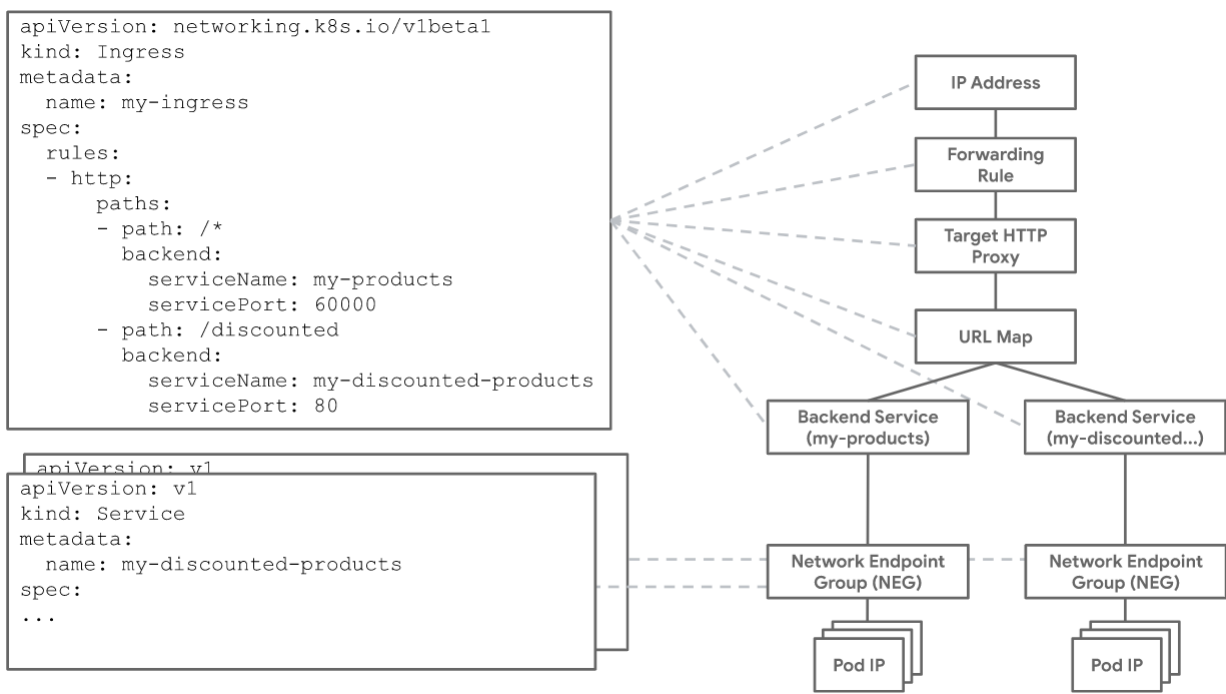 apiVersion: networking.k8s.io/v1beta1
kind: Ingress
metadata:
  name: my-ingress
spec:
  rules:
  - http:
      paths:
      - path: /*
        backend:
          serviceName: my-products
          servicePort: 60000
      - path: /discounted
        backend:
          serviceName: my-discounted-products
          servicePort: 80
apiVersion: v1
apiVersion: v1
kind: Service
metadata:
  name: my-discounted-products
spec:
...
IP Address
Forwarding
Rule
Target HTTP
Proxy
URL Map
Backend Service
(my-products)
Backend Service
(my-discounted...)
Network Endpoint
Group (NEG)
Network Endpoint
Group (NEG)
Pod IP
Pod IP